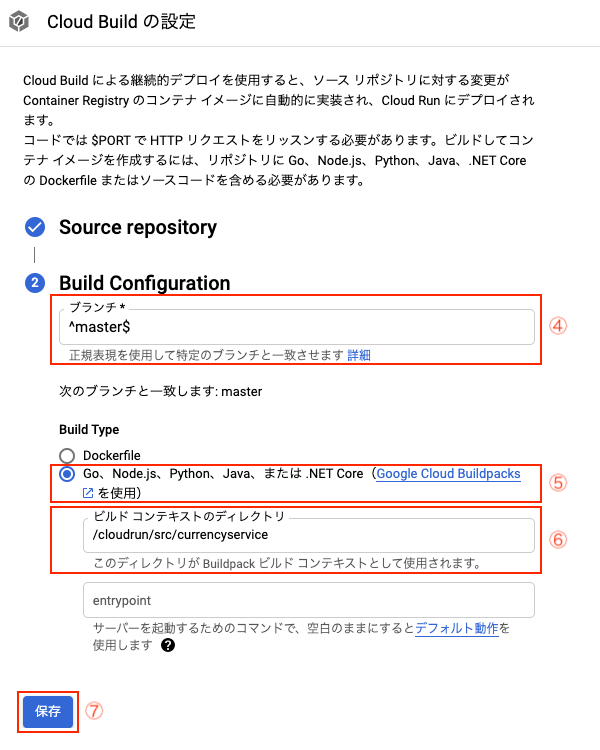 Cloud Build の設定
Cloud Build による継続的デプロイを使用すると、ソース リポジトリに対する変更が
Container Registry のコンテナ イメージに自動的に実装され、Cloud Run にデプロイされ
ます。
コードでは $PORT で HTTP リクエストをリッスンする必要があります。ビルドしてコン
テナ イメージを作成するには、リポジトリに Go、Node.js、Python、Java、.NET Core
の Dockerfile またはソースコードを含める必要があります。
Source repository
2 Build Configuration
ブランチ *
^master$
④
正規表現を使用して特定のブランチと一致させます 詳細
次のブランチと一致します: master
Build Type
Dockerfile
Go、Node.js、Python、Java、または .NET Core（Google Cloud Buildpacks
を使用）
⑤
ビルド コンテキストのディレクトリ
/cloudrun/src/currencyservice
⑥
このディレクトリが Buildpack ビルド コンテキストとして使用されます。
entrypoint
サーバーを起動するためのコマンドで、空白のままにするとデフォルト動作を
使用します ?
保存 ⑦